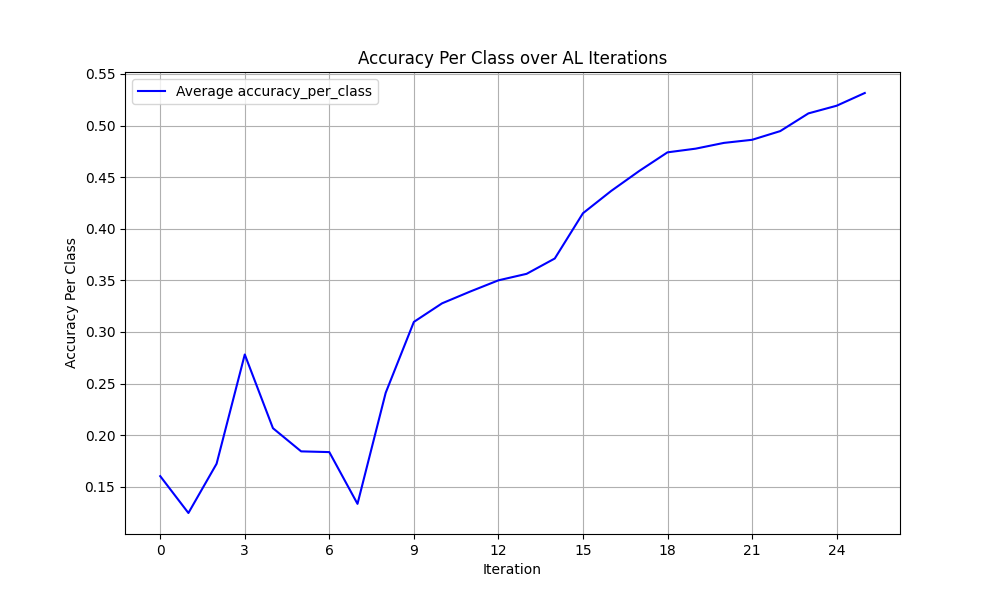 Accuracy Per Class over AL Iterations
Average accuracy_per_class
Accuracy Per Class
0.55
0.50
0.45
0.40
0.35
0.30
0.25
0.20
0.15
0 3 6 9 12 15 18 21 24
Iteration